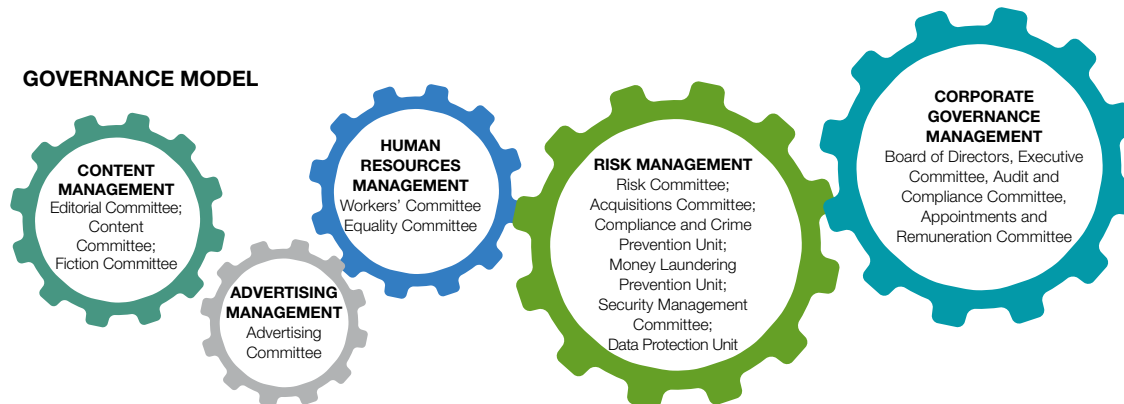 GOVERNANCE MODEL
CONTENT
MANAGEMENT
Editorial Committee;
Content
Committee;
Fiction Committee
ADVERTISING
MANAGEMENT
Advertising
Committee
HUMAN
RESOURCES
MANAGEMENT
Workers’ Committee
Equality Committee
RISK MANAGEMENT
Risk Committee;
Acquisitions Committee;
Compliance and Crime
Prevention Unit;
Money Laundering
Prevention Unit;
Security Management
Committee;
Data Protection Unit
CORPORATE
GOVERNANCE
MANAGEMENT
Board of Directors, Executive
Committee, Audit and
Compliance Committee,
Appointments and
Remuneration Committee